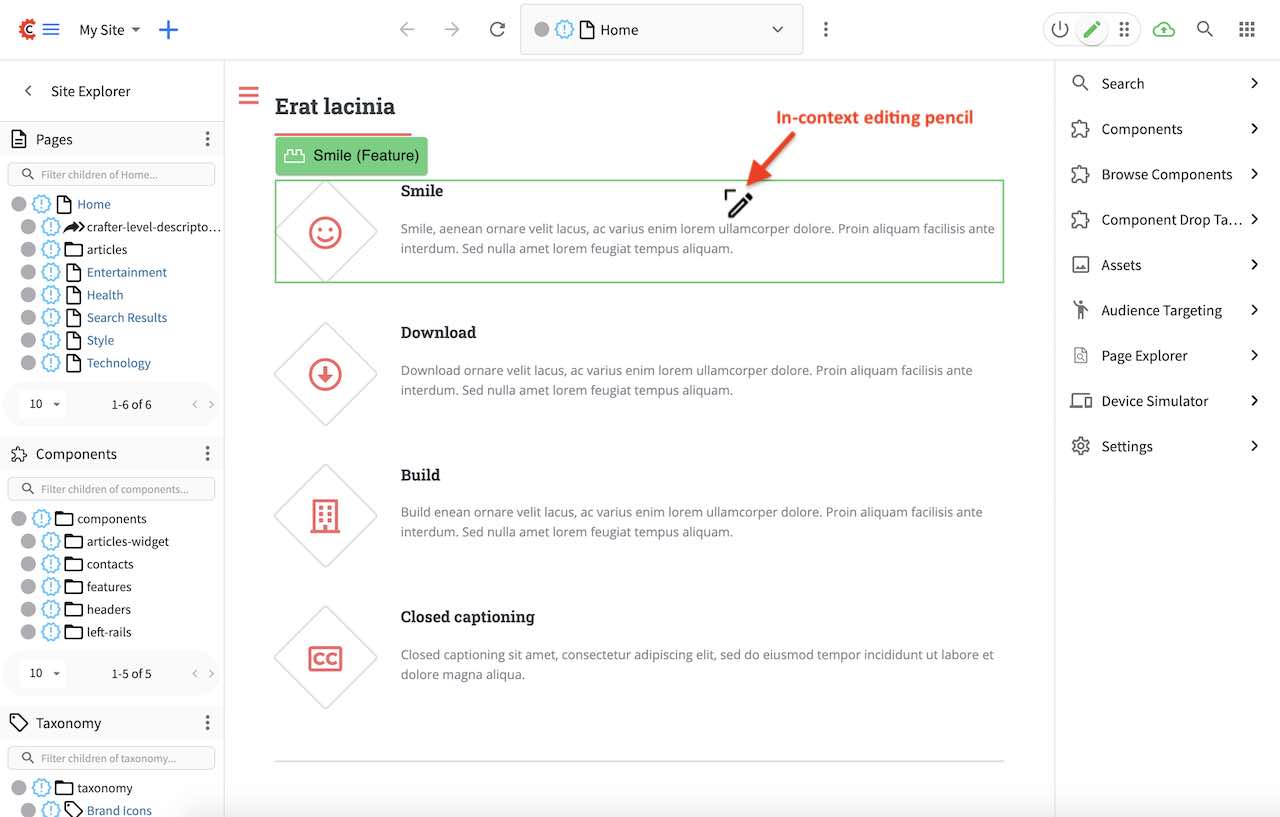 My Site
Home
Site Explorer
Pages
Filter children of Home...
Home
crafter-level-descripto...
articles
Entertainment
Health
Search Results
Style
Technology
10
1-6 of 6
Components
Filter children of components...
components
articles-widget
contacts
features
headers
left-rails
10
1-5 of 5
Taxonomy
Filter children of taxonomy...
taxonomy
Brand Icons
Erat lacinia
In-context editing pencil
Smile (Feature)
Smile
Smile, aenean ornare velit lacus, ac varius enim lorem ullamcorper dolore. Proin aliquam facilisis ante
interdum. Sed nulla amet lorem feugiat tempus aliquam.
Download
Download ornare velit lacus, ac varius enim lorem ullamcorper dolore. Proin aliquam facilisis ante
interdum. Sed nulla amet lorem feugiat tempus aliquam.
Build
Build enean ornare velit lacus, ac varius enim lorem ullamcorper dolore. Proin aliquam facilisis ante
interdum. Sed nulla amet lorem feugiat tempus aliquam.
CC
Closed captioning
Closed captioning sit amet, consectetur adipiscing elit, sed do eiusmod tempor incididunt ut labore et
dolore magna aliqua.
Search
Components
Browse Components
Component Drop Ta...
Assets
Audience Targeting
Page Explorer
Device Simulator
Settings